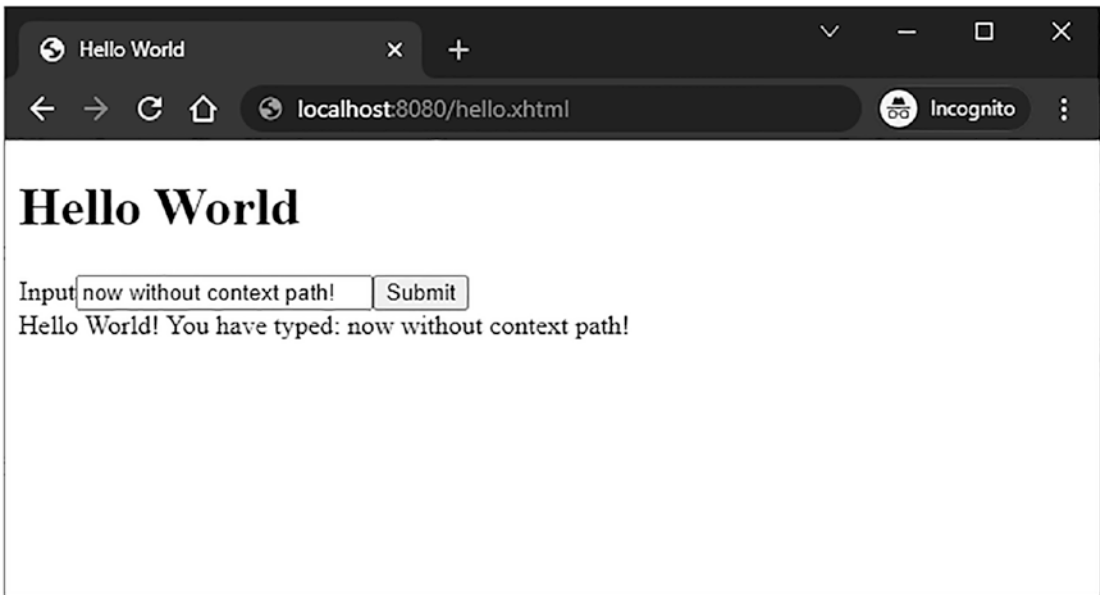 Hello World
localhost:8080/hello.xhtml
Incognito
Hello World
Input now without context path! Submit
Hello World! You have typed: now without context path!